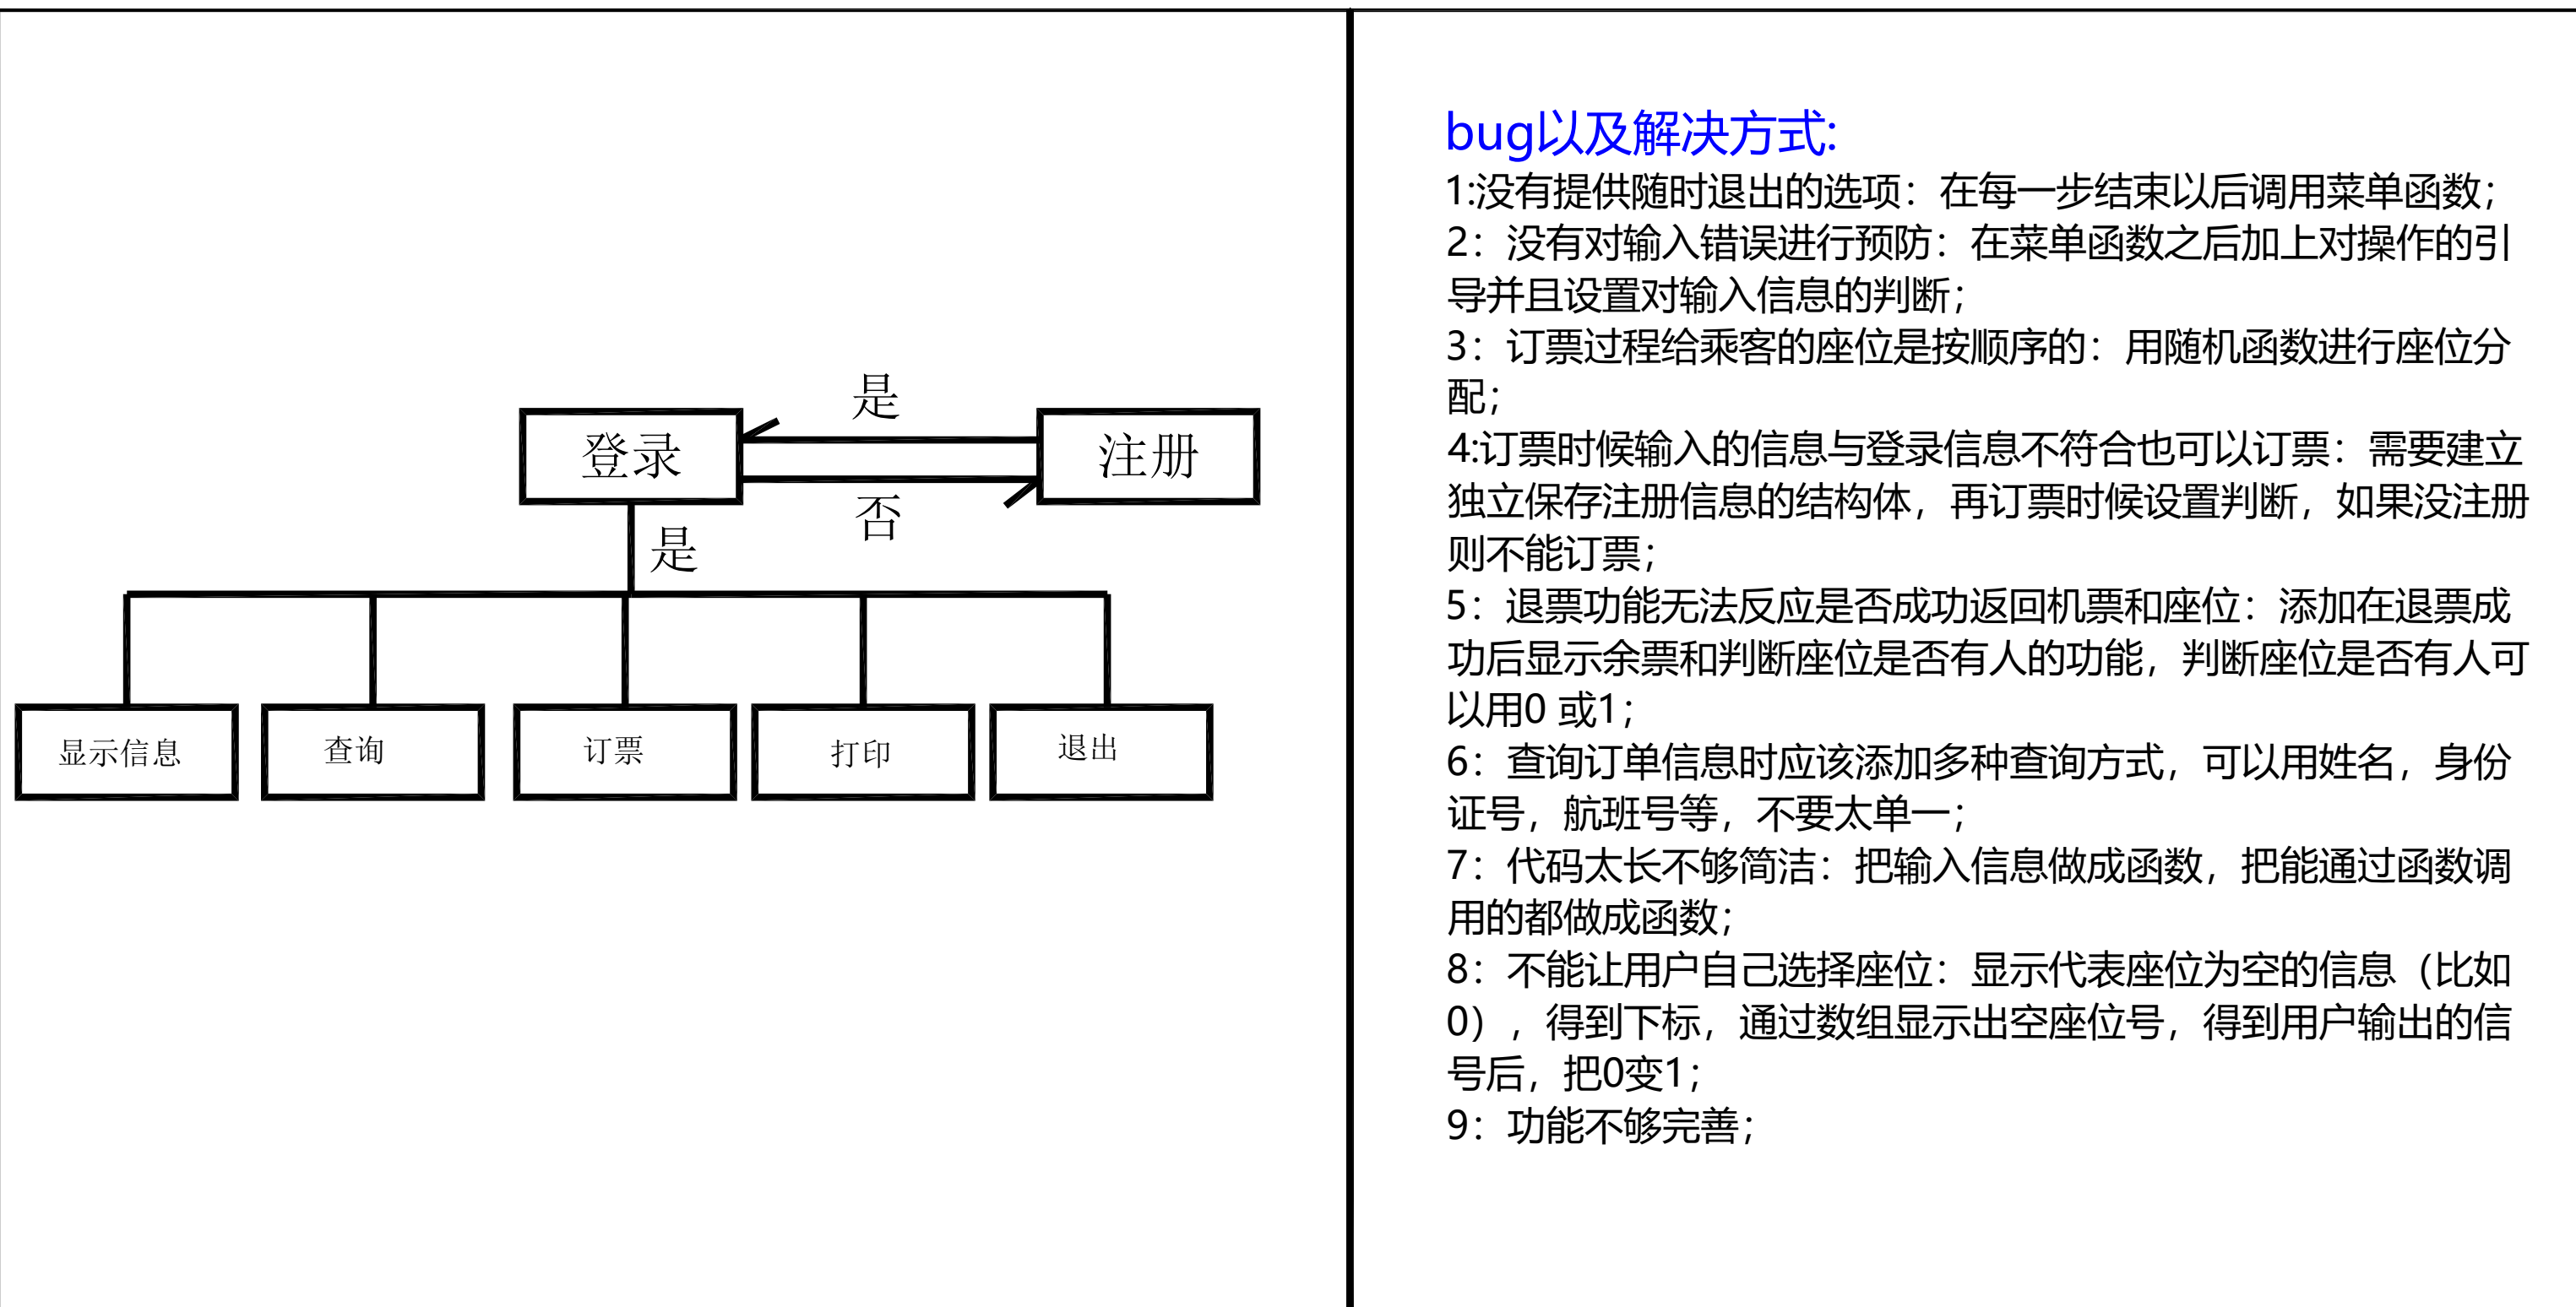 是
登录
注册
否
是
显示信息
查询
订票
打印
退出
bug以及解决方式:
1:没有提供随时退出的选项：在每一步结束以后调用菜单函数；
2：没有对输入错误进行预防：在菜单函数之后加上对操作的引
导并且设置对输入信息的判断；
3：订票过程给乘客的座位是按顺序的：用随机函数进行座位分
配；
4:订票时候输入的信息与登录信息不符合也可以订票：需要建立
独立保存注册信息的结构体，再订票时候设置判断，如果没注册
则不能订票；
5：退票功能无法反应是否成功返回机票和座位：添加在退票成
功后显示余票和判断座位是否有人的功能，判断座位是否有人可
以用0 或1；
6：查询订单信息时应该添加多种查询方式，可以用姓名，身份
证号，航班号等，不要太单一；
7：代码太长不够简洁：把输入信息做成函数，把能通过函数调
用的都做成函数；
8：不能让用户自己选择座位：显示代表座位为空的信息（比如
0），得到下标，通过数组显示出空座位号，得到用户输出的信
号后，把0变1；
9：功能不够完善；